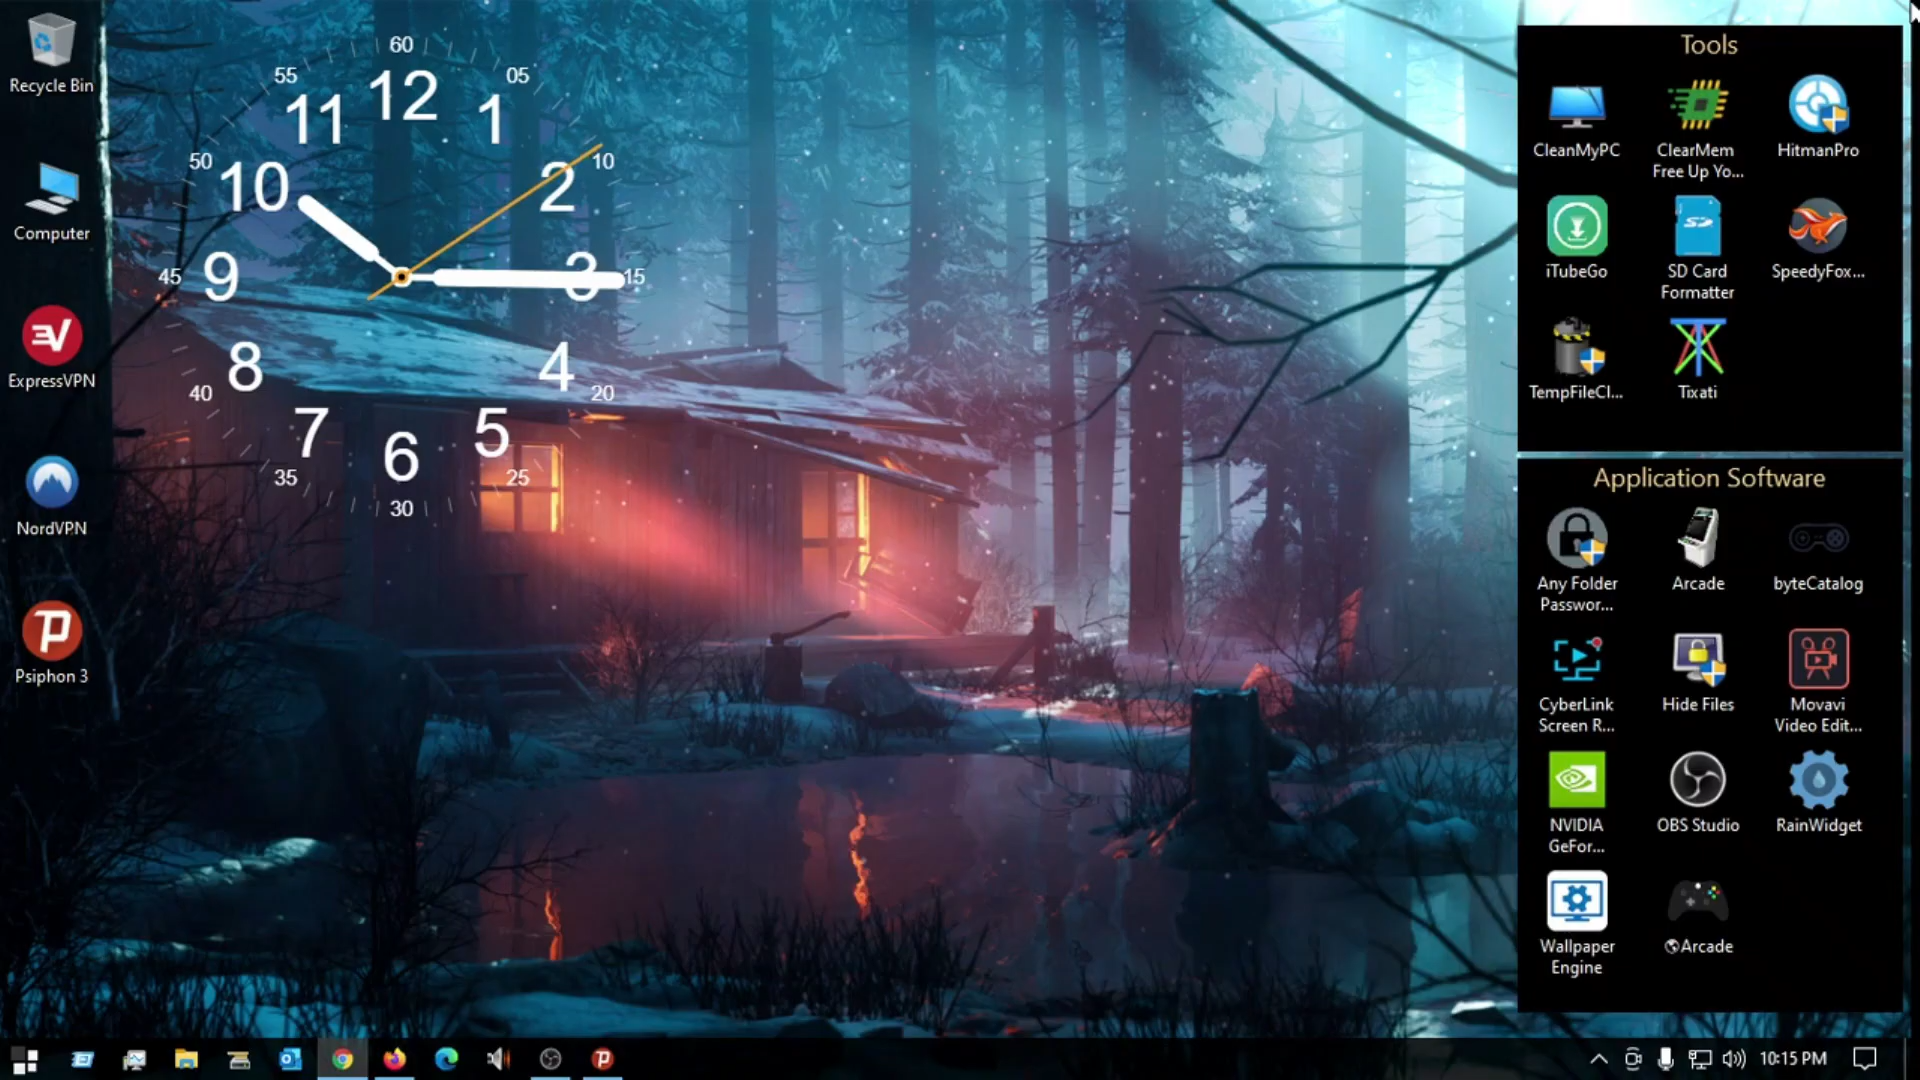 Recycle Bin
Computer
ExpressVPN
NordVPN
Psiphon 3
60
55
05
12
11
1
50
10
10
2
45
9
3
15
8
4
40
20
7
5
6
35
25
30
Tools
CleanMyPC
ClearMem
Free Up Yo...
HitmanPro
iTubeGo
SD Card
Formatter
SpeedyFox...
TempFileCl...
Tixati
Application Software
Any Folder
Passwor...
Arcade
byteCatalog
CyberLink
Screen R...
Hide Files
Movavi
Video Edit...
NVIDIA
GeFor...
OBS Studio
RainWidget
Wallpaper
Engine
Arcade
10:15 PM